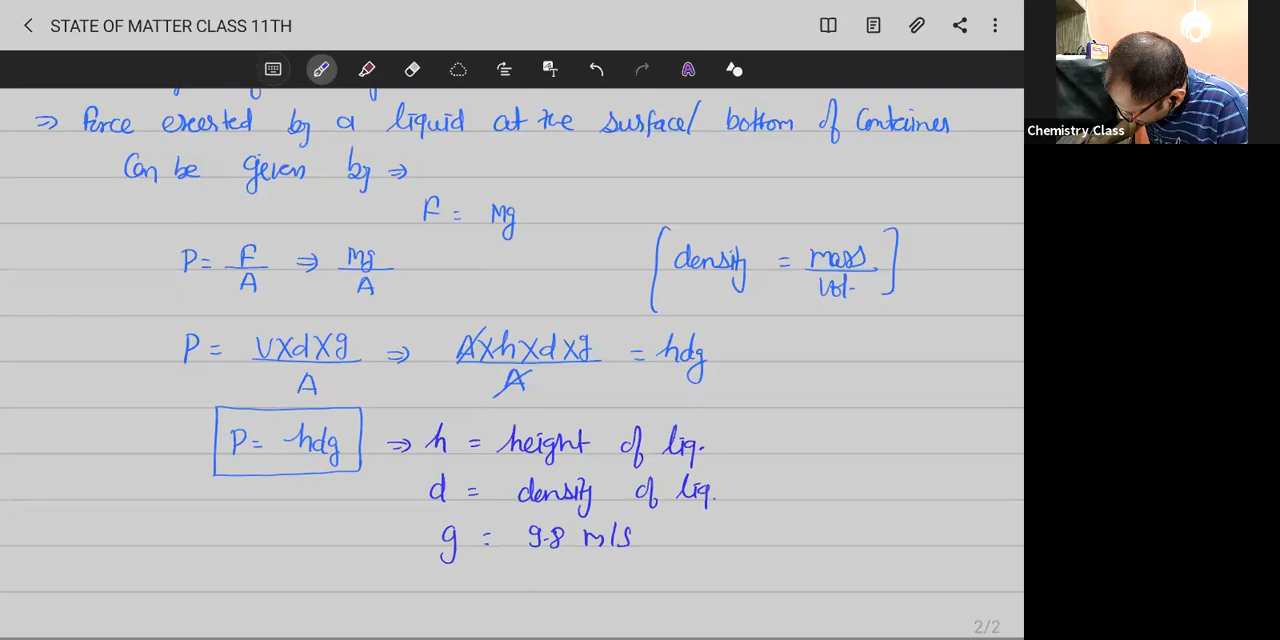 STATE OF MATTER CLASS 11TH
Chemistry Class
⇒ Force exerted by a liquid at the surface/ bottom of Container
Can be given by ⇒
F = Mg
P = F/A ⇒ Mg/A [density = mass/vol.]
P = VXdXg/A ⇒ AXhXdXg/A = hdg
P = hdg ⇒ h = height of liq.
d = density of liq.
g = 9.8 m/s
2/2